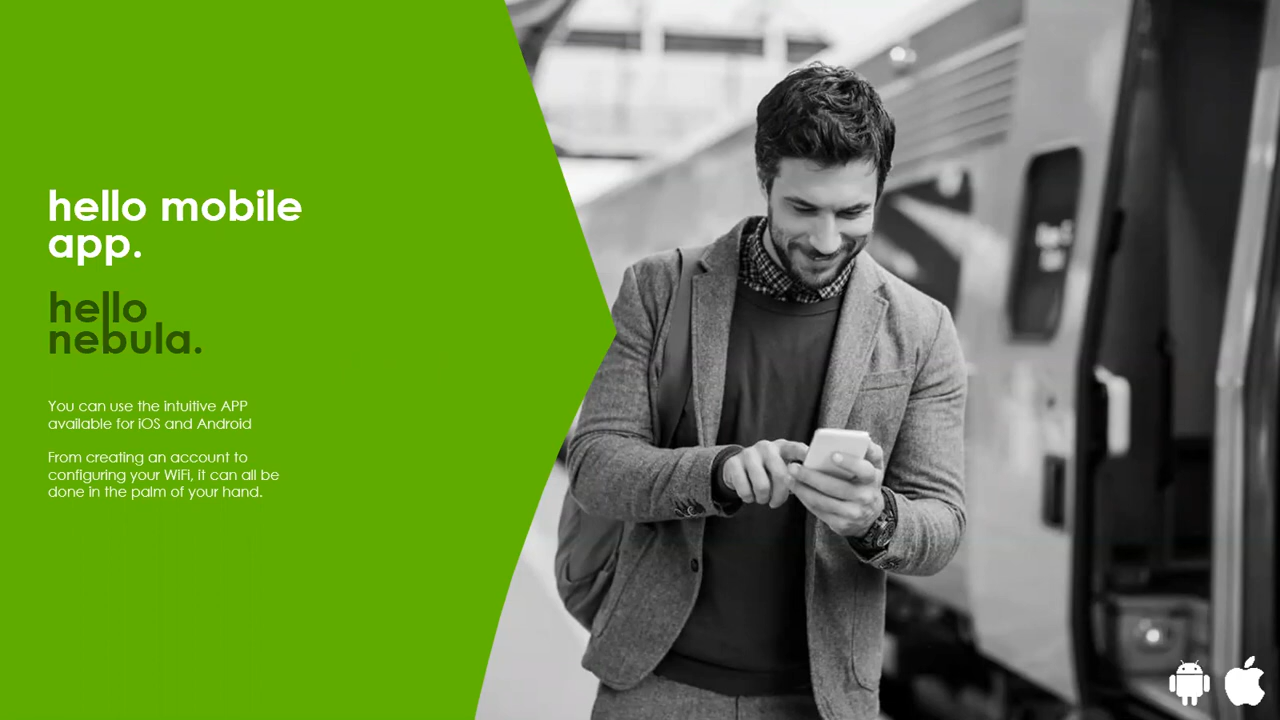 hello mobile
app.
hello
nebula.
You can use the intuitive APP
available for iOS and Android
From creating an account to
configuring your WiFi, it can all be
done in the palm of your hand.